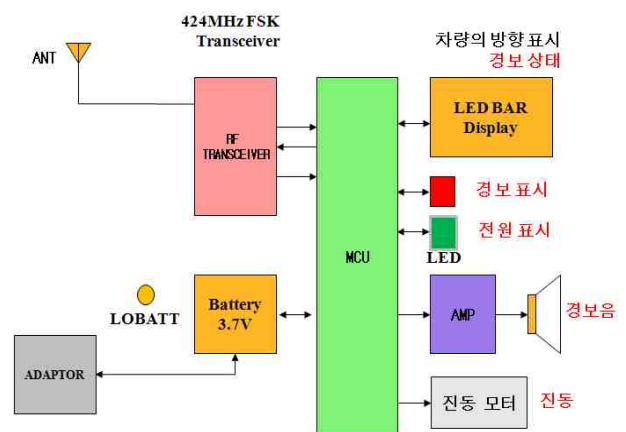 424MHz FSK
Transceiver
ANT
차량의 방향 표시
경보 상태
LED BAR
Display
RF
TRANSCEIVER
경보 표시
전원 표시
LED
MCU
LOBATT
Battery
3.7V
AMP
경보음
ADAPTOR
진동 모터
진동